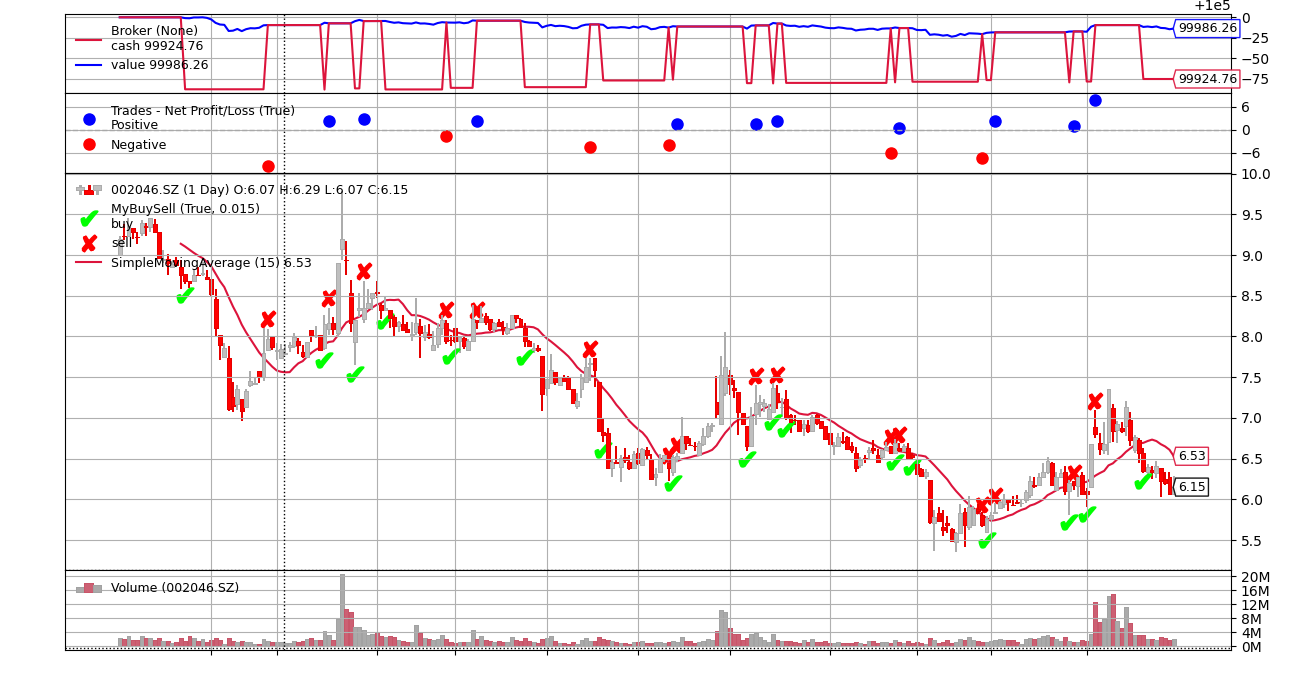 +1e5
Broker (None)
cash 99924.76
value 99986.26
0
−25
−50
−75
99986.26
99924.76
Trades - Net Profit/Loss (True)
Positive
Negative
6
0
−6
002046.SZ (1 Day) O:6.07 H:6.29 L:6.07 C:6.15
MyBuySell (True, 0.015)
buy
sell
SimpleMovingAverage (15) 6.53
10.0
9.5
9.0
8.5
8.0
7.5
7.0
6.5
6.0
5.5
6.53
6.15
Volume (002046.SZ)
20M
16M
12M
8M
4M
0M